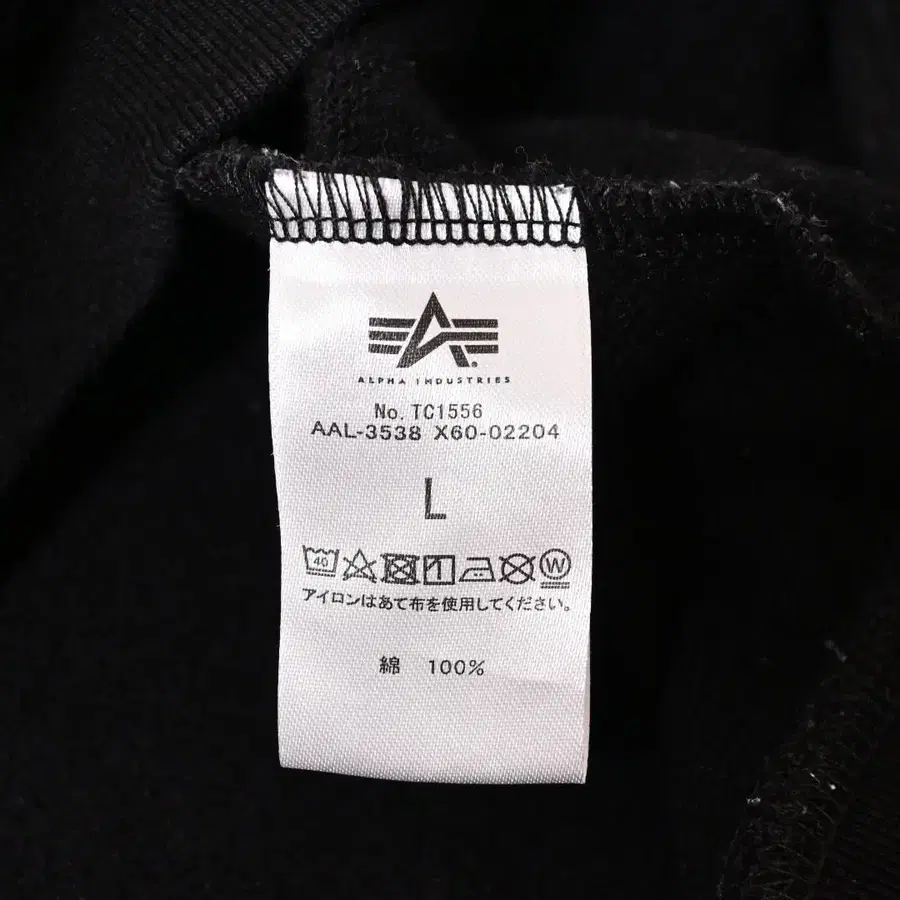 ALPHA INDUSTRIES
No. TC1556
AAL-3538 X60-02204
L
40
W
アイロンはあて布を使用してください。
綿 100%